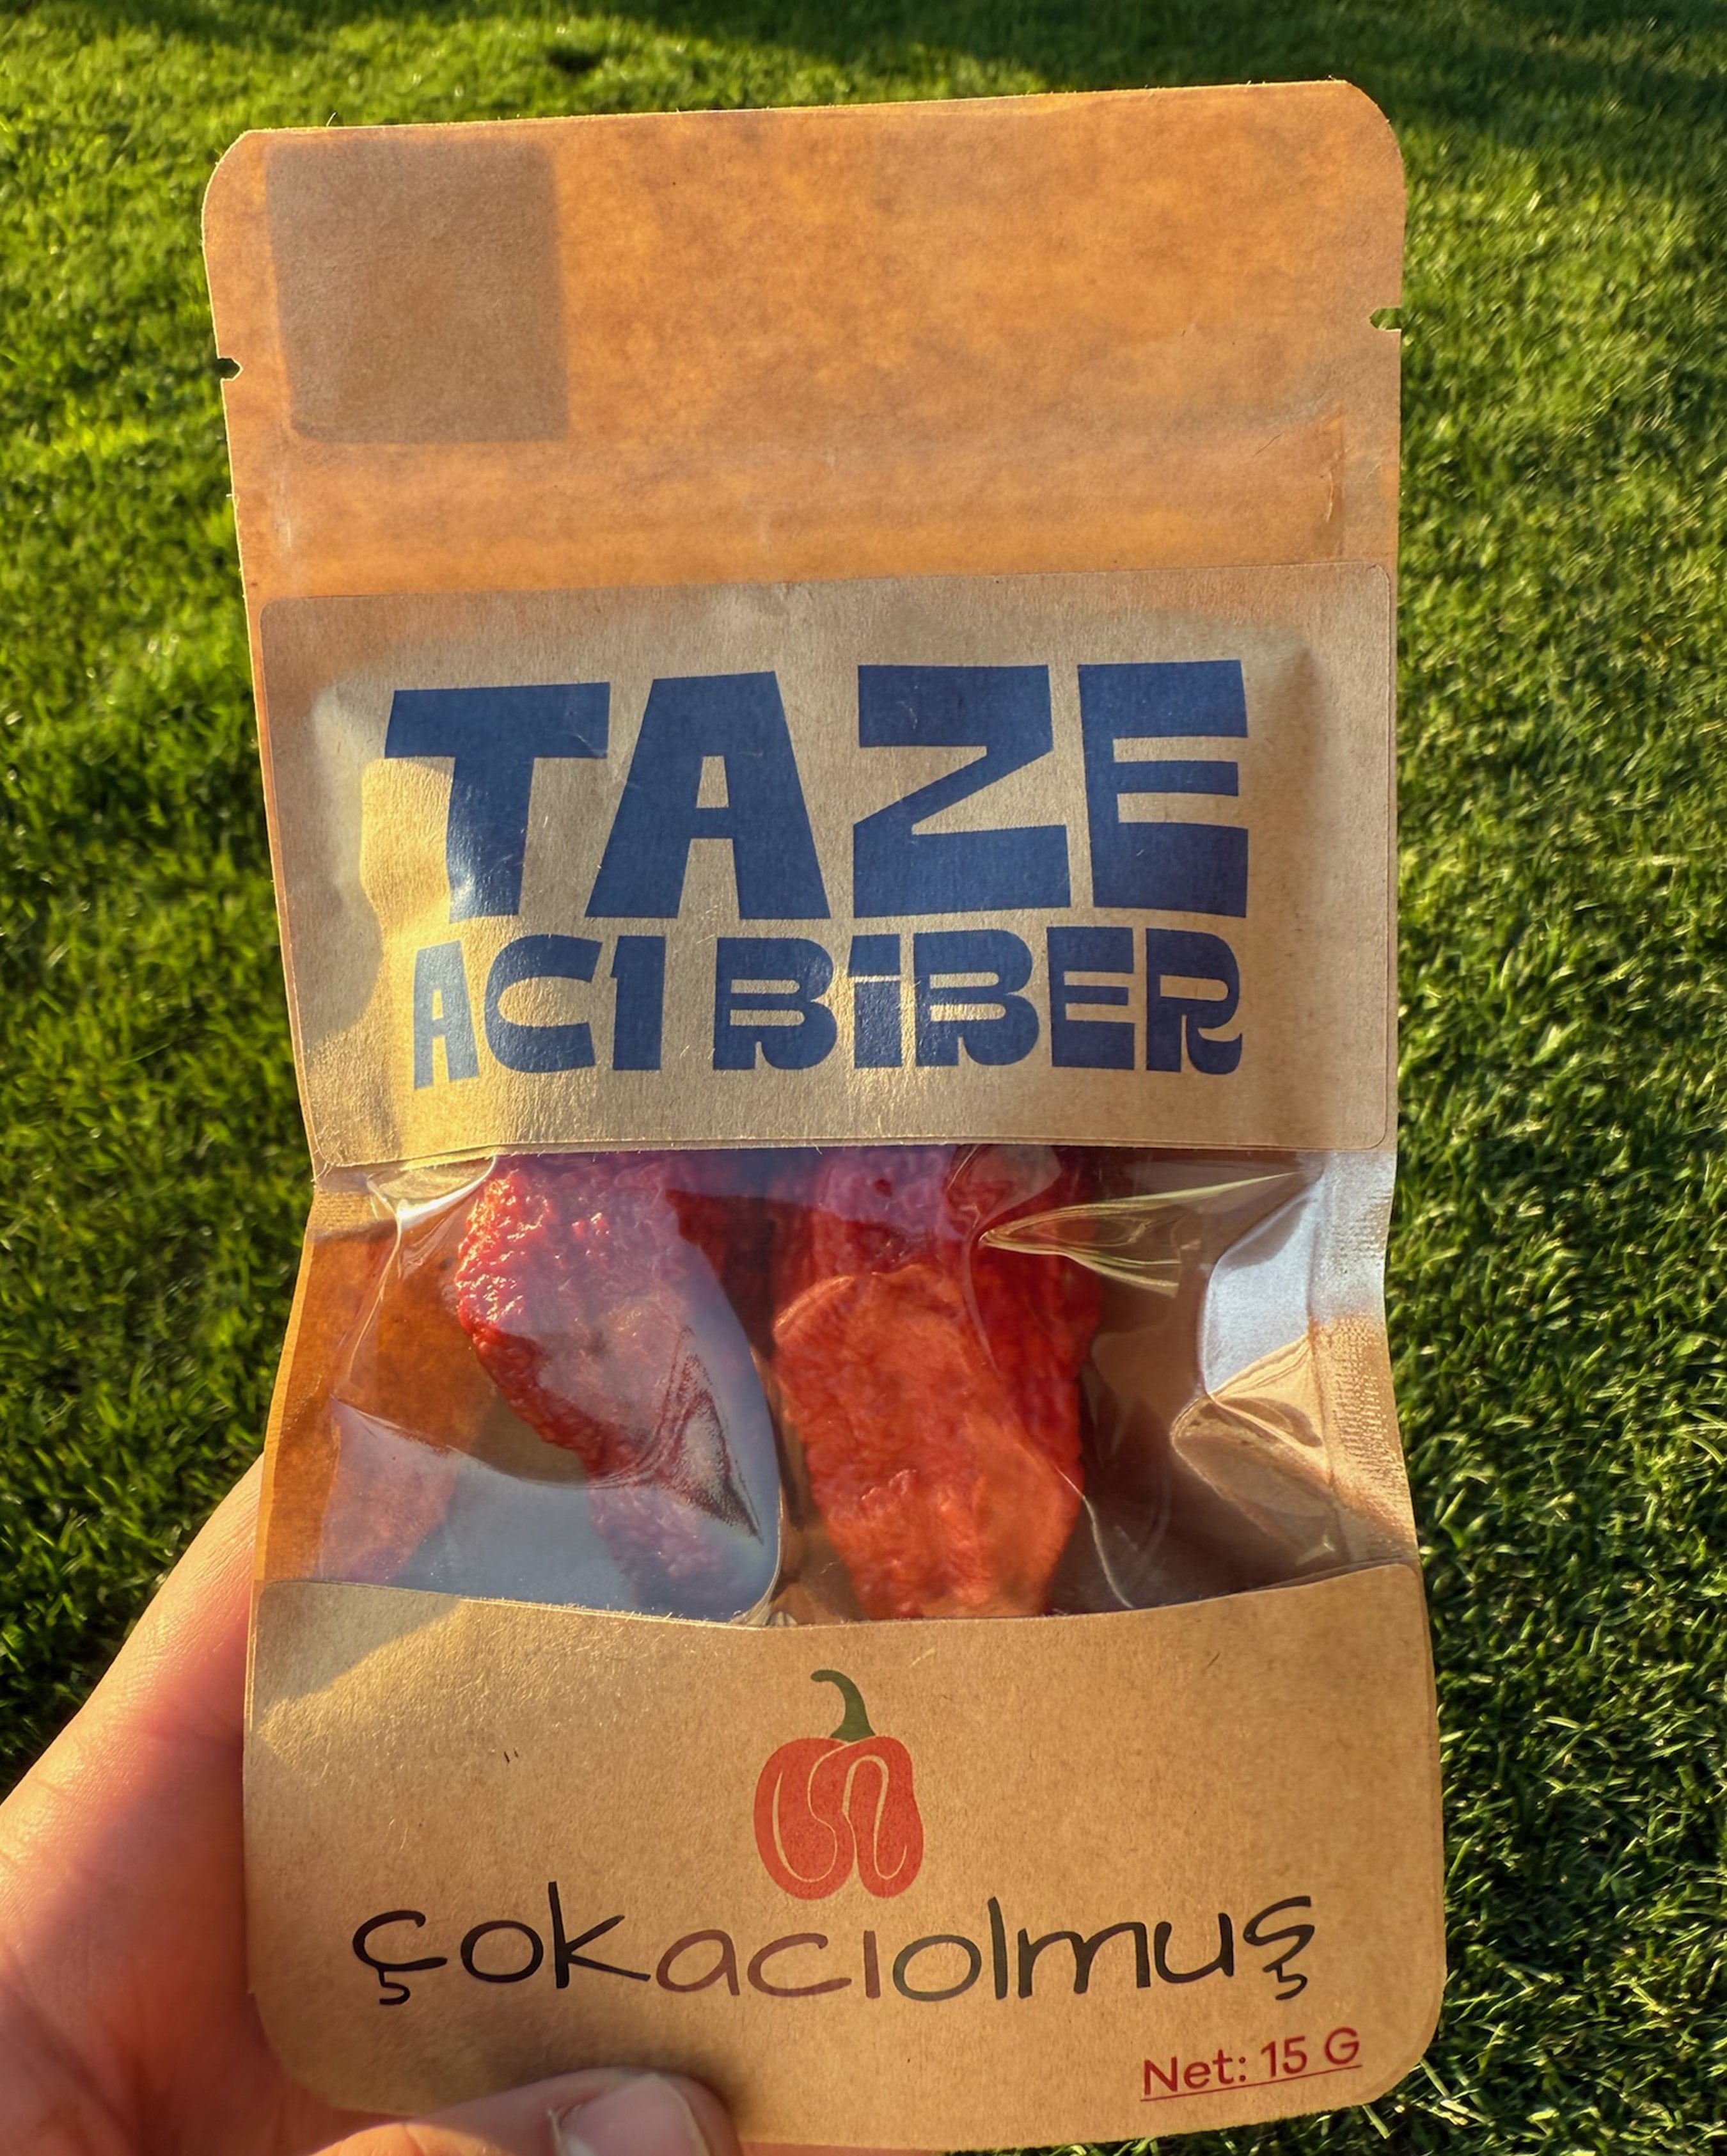 TAZE
ACI BİBER
çokacıolmuş
Net: 15 G